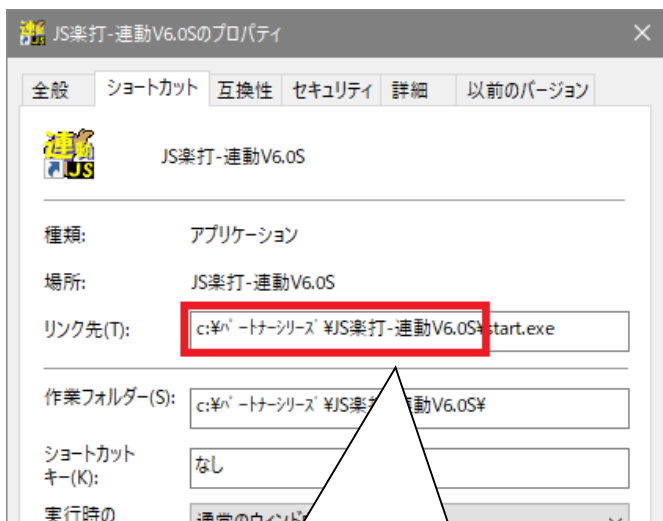 JS楽打-連動V6.0Sのプロパティ
全般 ショートカット 互換性 セキュリティ 詳細 以前のバージョン
連 JS
JS楽打-連動V6.0S
種類: アプリケーション
場所: JS楽打-連動V6.0S
リンク先(T): c:¥ﾊﾟｰﾄﾅｰｼﾘｰｽﾞ¥JS楽打-連動V6.0S¥start.exe
作業フォルダー(S): c:¥ﾊﾟｰﾄﾅｰｼﾘｰｽﾞ¥JS楽 動V6.0S¥
ショートカット
キー(K): なし
実行時の
通常のウィンド